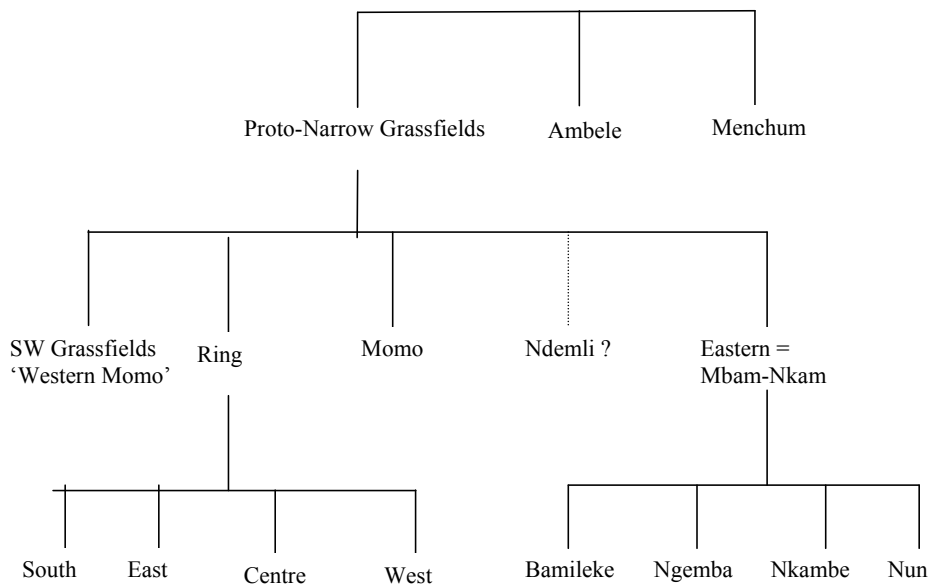 Proto-Narrow Grassfields Ambele Menchum
SW Grassfields
‘Western Momo’
Ring
Momo
Ndemli ?
Eastern =
Mbam-Nkam
South East Centre West
Bamileke Ngemba Nkambe Nun